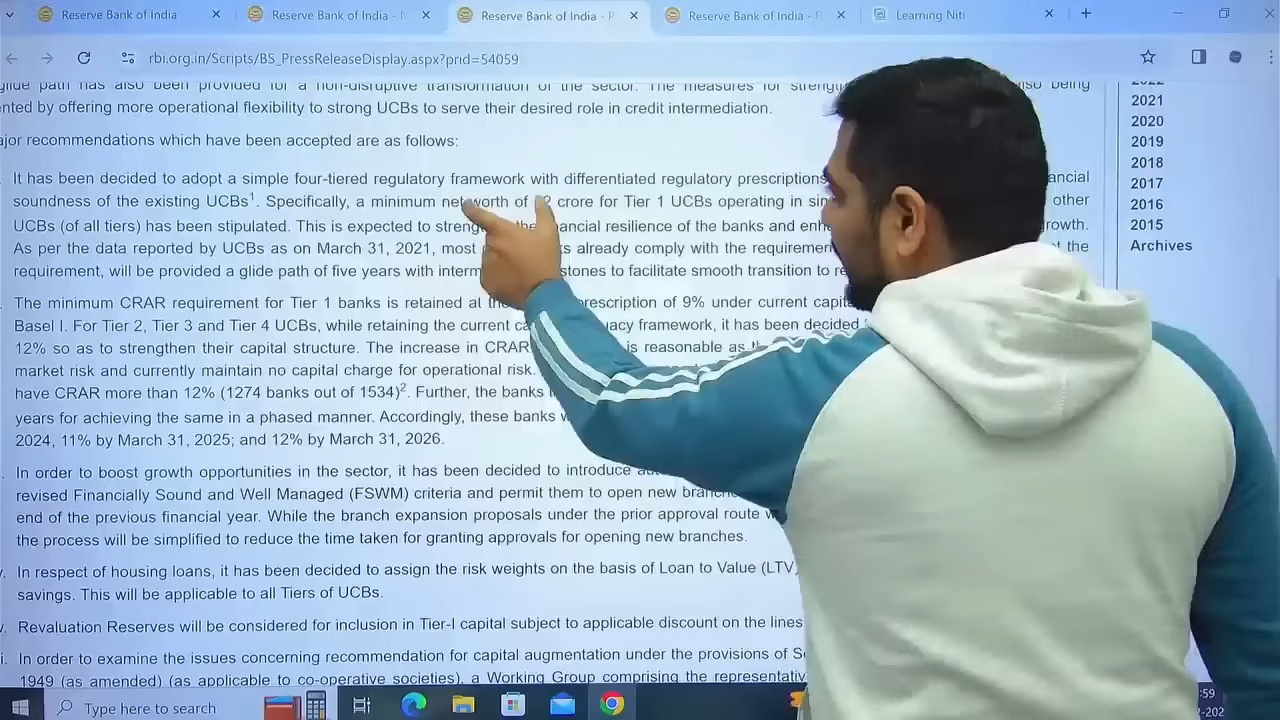 Reserve Bank of India
Reserve Bank of India -
Reserve Bank of India - P
Reserve Bank of India - P
Learning Niti
rbi.org.in/Scripts/BS_PressReleaseDisplay.aspx?prid=54059
glide path has also been provided for a non-disruptive transformation of the sector. The measures for also being
nted by offering more operational flexibility to strong UCBs to serve their desired role in credit intermediation.
ajor recommendations which have been accepted are as follows:
It has been decided to adopt a simple four-tiered regulatory framework with differentiated regulatory prescriptions ancial
soundness of the existing UCBs1. Specifically, a minimum net worth of 2 crore for Tier 1 UCBs operating in other
UCBs (of all tiers) has been stipulated. This is expected to the ancial resilience of the banks and growth.
As per the data reported by UCBs as on March 31, 2021, most already comply with the the
requirement, will be provided a glide path of five years with stones to facilitate smooth transition to
The minimum CRAR requirement for Tier 1 banks is retained at prescription of 9% under current
Basel I. For Tier 2, Tier 3 and Tier 4 UCBs, while retaining the current acy framework, it has been decided
12% so as to strengthen their capital structure. The increase in CRAR is reasonable as
market risk and currently maintain no capital charge for operational risk.
have CRAR more than 12% (1274 banks out of 1534)2. Further, the banks
years for achieving the same in a phased manner. Accordingly, these banks
2024, 11% by March 31, 2025; and 12% by March 31, 2026.
In order to boost growth opportunities in the sector, it has been decided to introduce
revised Financially Sound and Well Managed (FSWM) criteria and permit them to open new
end of the previous financial year. While the branch expansion proposals under the prior approval route
the process will be simplified to reduce the time taken for granting approvals for opening new branches.
In respect of housing loans, it has been decided to assign the risk weights on the basis of Loan to Value (LTV)
savings. This will be applicable to all Tiers of UCBs.
v. Revaluation Reserves will be considered for inclusion in Tier-I capital subject to applicable discount on the lines
i. In order to examine the issues concerning recommendation for capital augmentation under the provisions of
1949 (as amended) (as applicable to co-operative societies), a Working Group comprising the
2022
2021
2020
2019
2018
2017
2016
2015
Archives
Type here to search
:59
-202